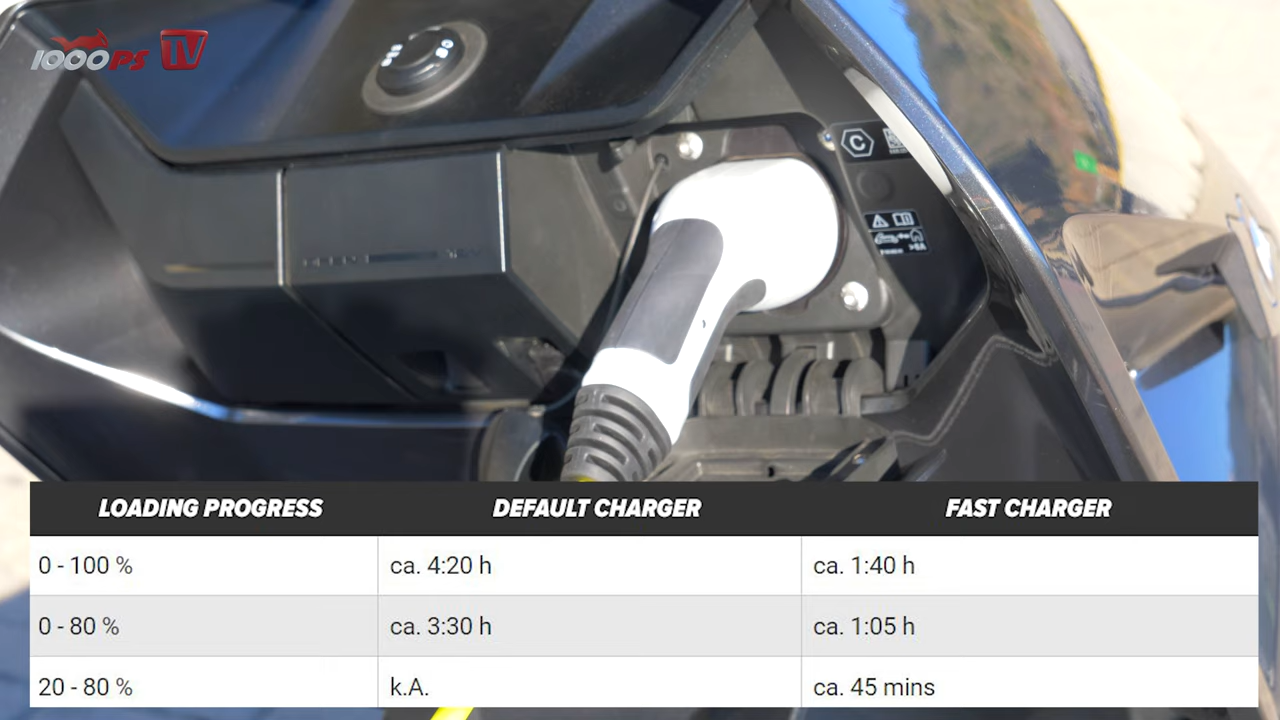 1000PS TV
C
LOADING PROGRESS DEFAULT CHARGER FAST CHARGER
0 - 100 % ca. 4:20 h ca. 1:40 h
0 - 80 % ca. 3:30 h ca. 1:05 h
20 - 80 % k.A. ca. 45 mins